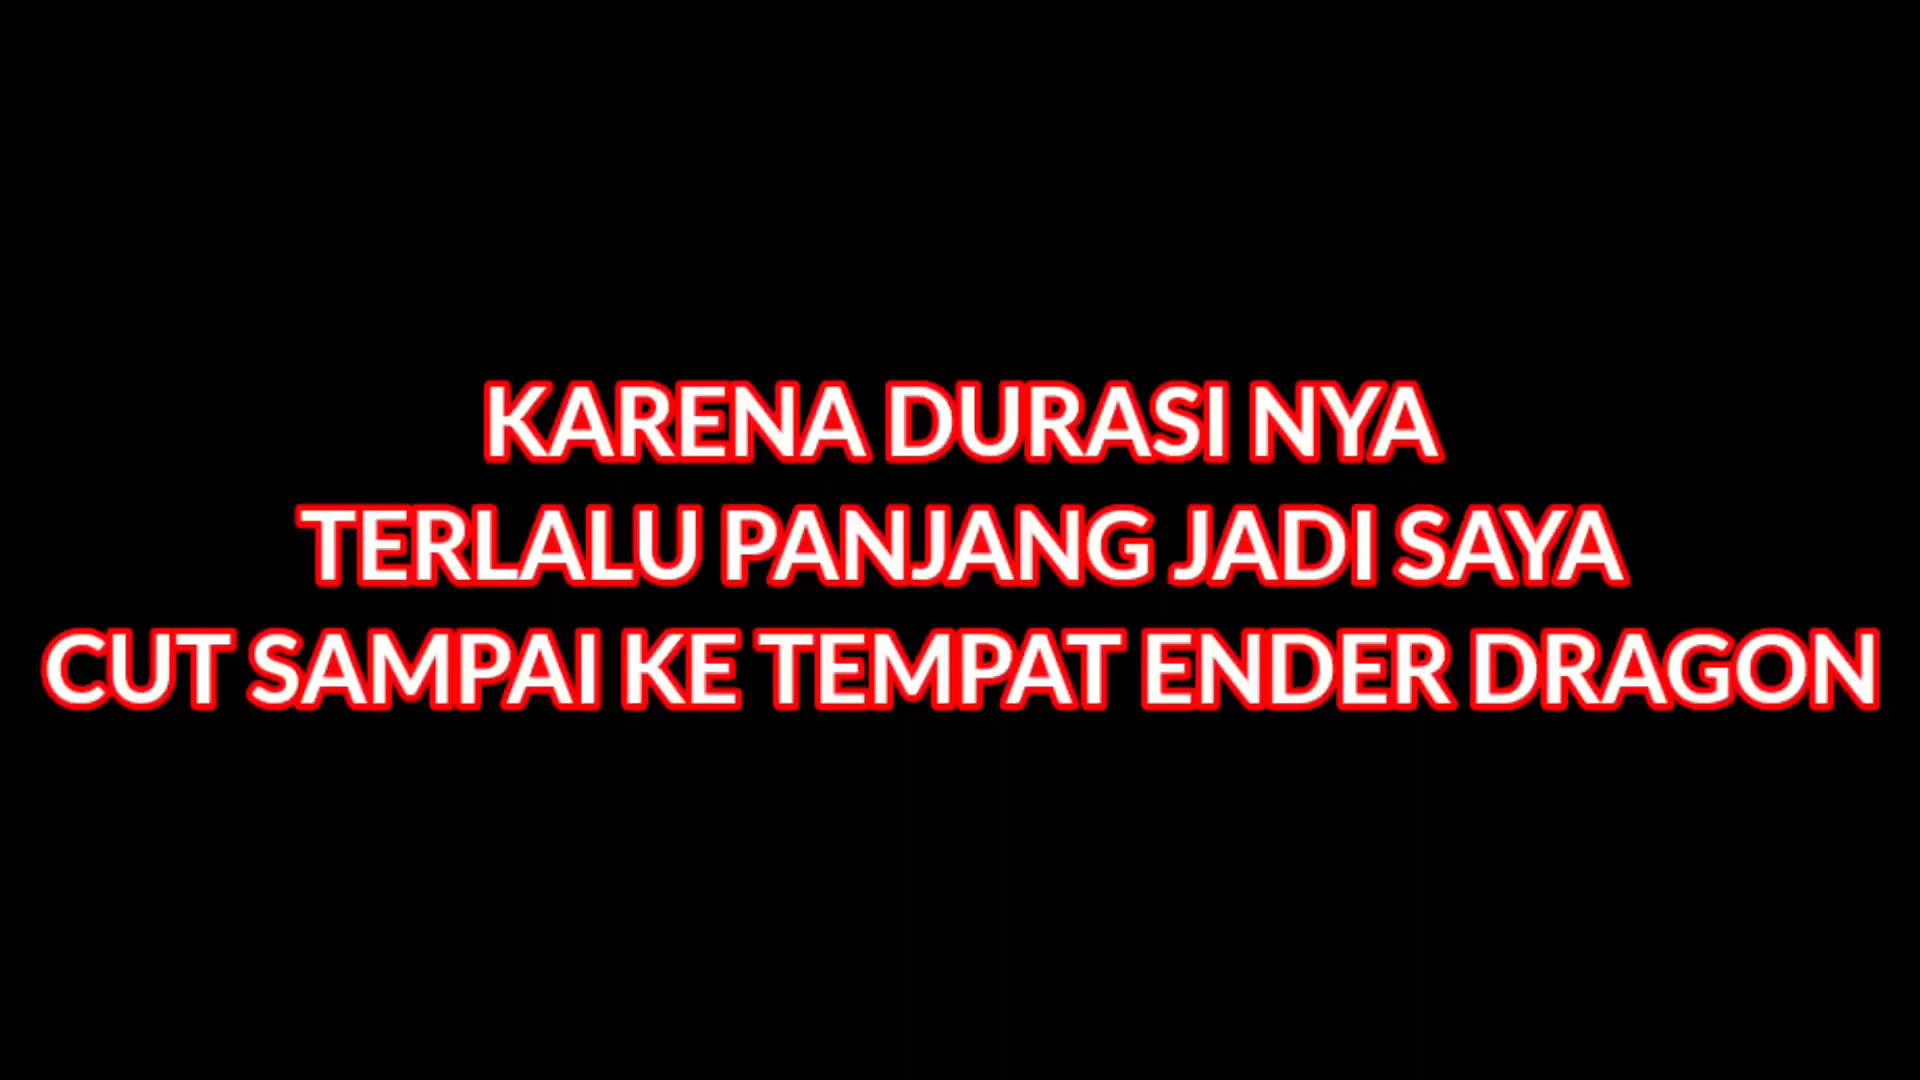 KARENA DURASI NYA
TERLALU PANJANG JADI SAYA
CUT SAMPAI KE TEMPAT ENDER DRAGON